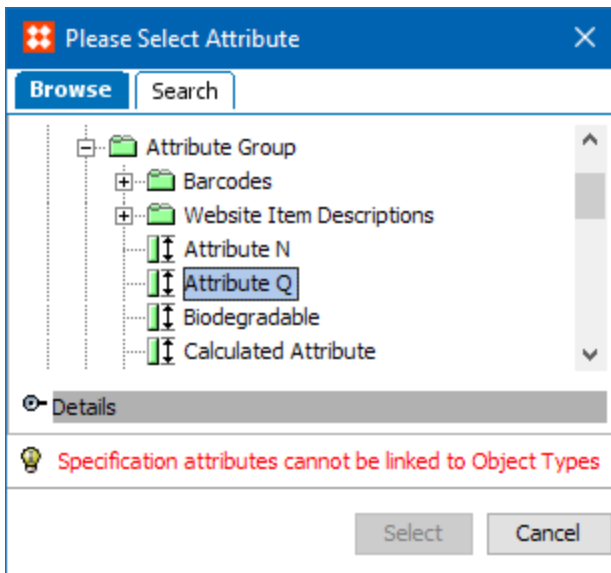 Please Select Attribute
Browse Search
Attribute Group
Barcodes
Website Item Descriptions
Attribute N
Attribute Q
Biodegradable
Calculated Attribute
Details
Specification attributes cannot be linked to Object Types
Select Cancel